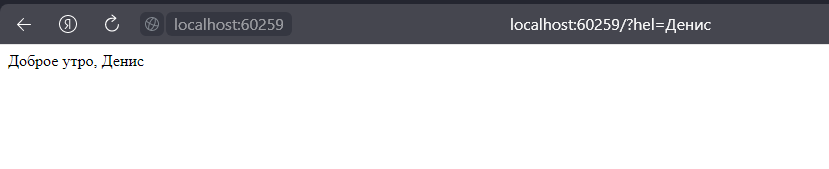 localhost:60259 localhost:60259/?hel=Денис
Доброе утро, Денис